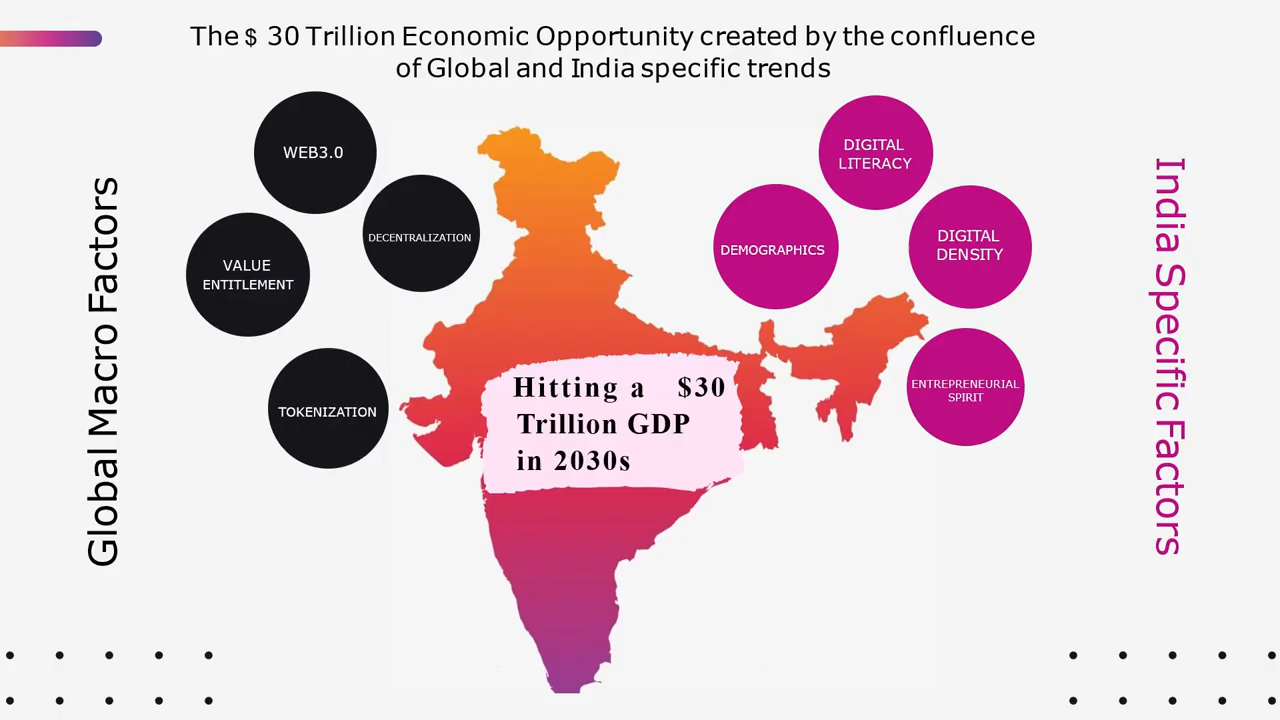 The $ 30 Trillion Economic Opportunity created by the confluence
of Global and India specific trends
Global Macro Factors
WEB3.0
DECENTRALIZATION
VALUE
ENTITLEMENT
TOKENIZATION
Hitting a $30
Trillion GDP
in 2030s
DIGITAL
LITERACY
DEMOGRAPHICS
DIGITAL
DENSITY
ENTREPRENEURIAL
SPIRIT
India Specific Factors